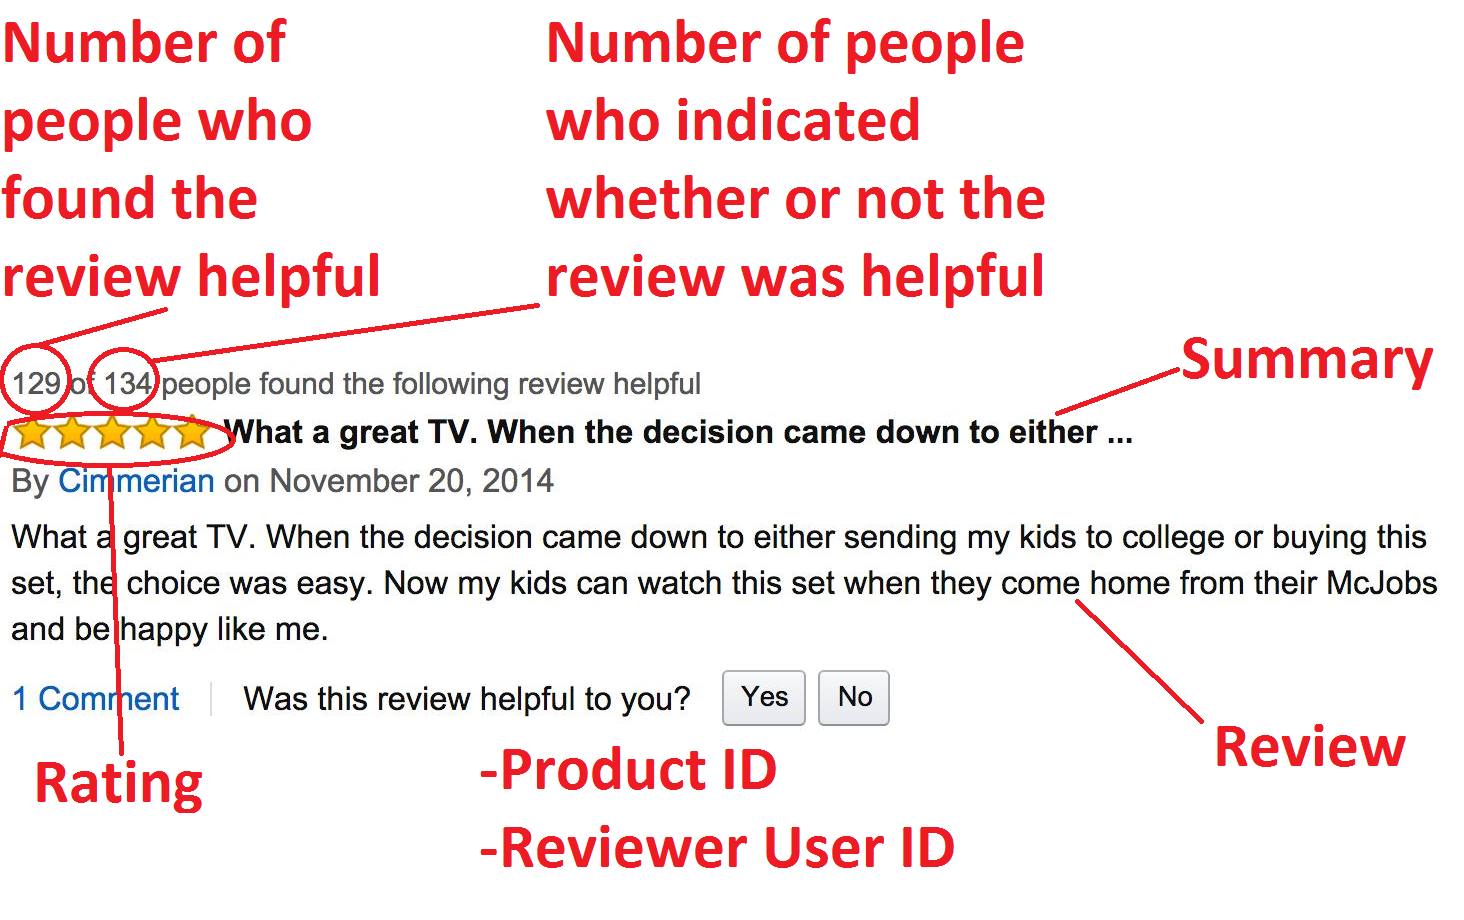 Number of
people who
found the
review helpful
Number of people
who indicated
whether or not the
review was helpful
129 of 134 people found the following review helpful
Summary
What a great TV. When the decision came down to either ...
By Cimmerian on November 20, 2014
What a great TV. When the decision came down to either sending my kids to college or buying this
set, the choice was easy. Now my kids can watch this set when they come home from their McJobs
and be happy like me.
1 Comment
Was this review helpful to you?
Yes
No
Review
Rating
-Product ID
-Reviewer User ID